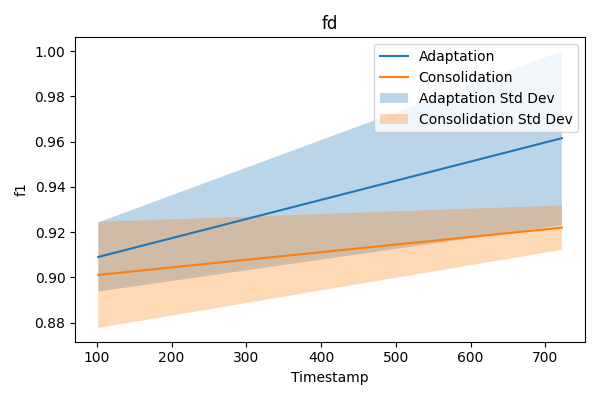 fd
Adaptation
Consolidation
Adaptation Std Dev
Consolidation Std Dev
1.00
0.98
0.96
0.94
0.92
0.90
0.88
f1
100 200 300 400 500 600 700
Timestamp